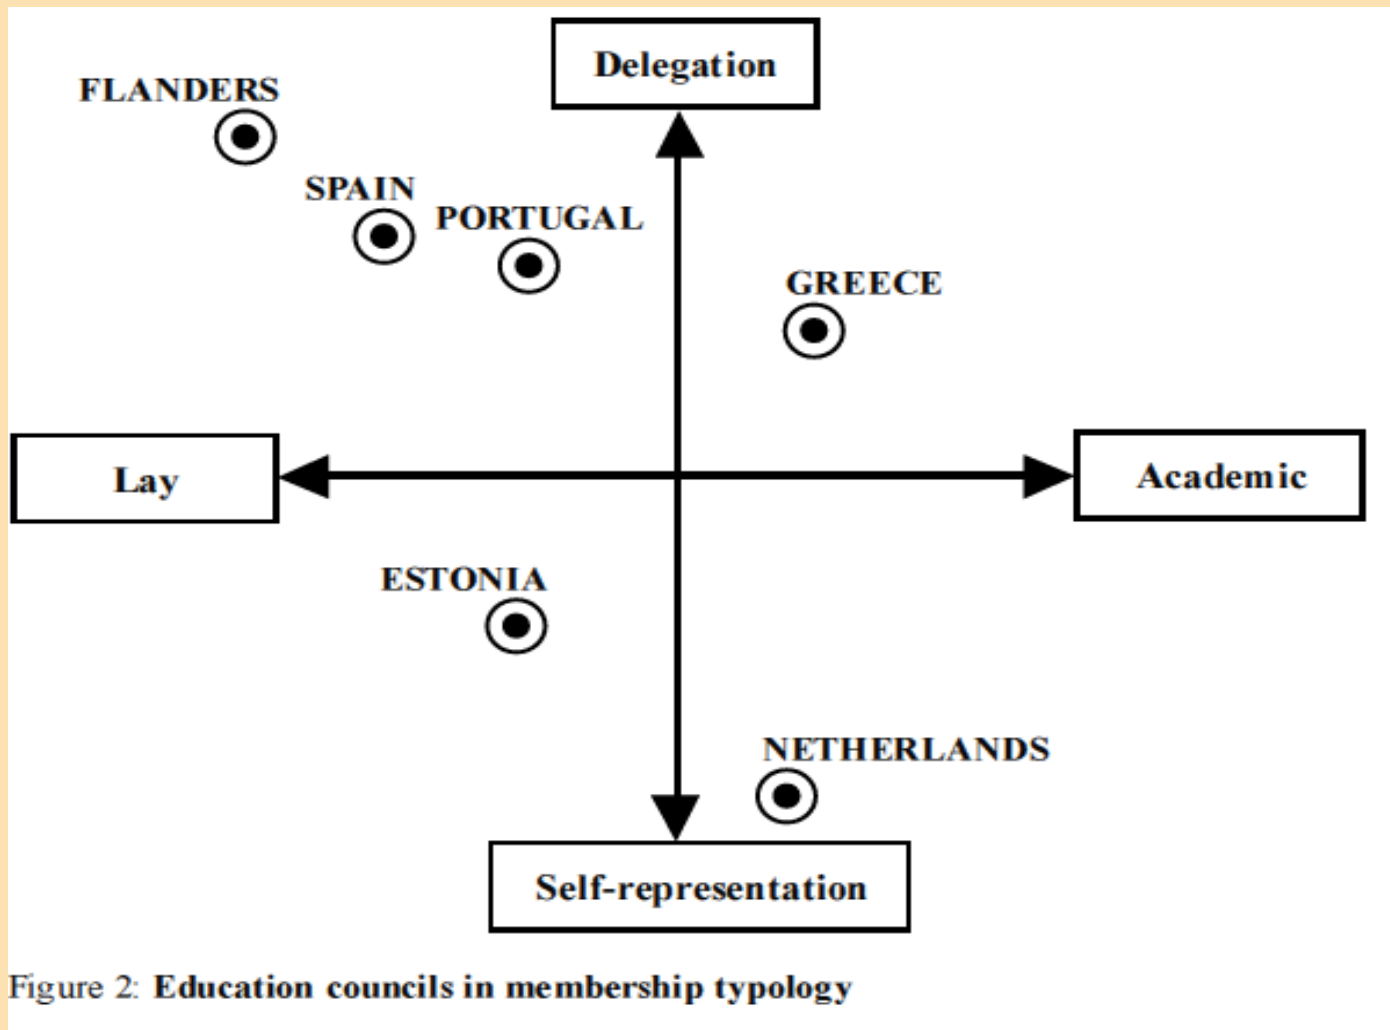 Delegation
FLANDERS
SPAIN
PORTUGAL
GREECE
Lay
Academic
ESTONIA
NETHERLANDS
Self-representation
Figure 2: Education councils in membership typology